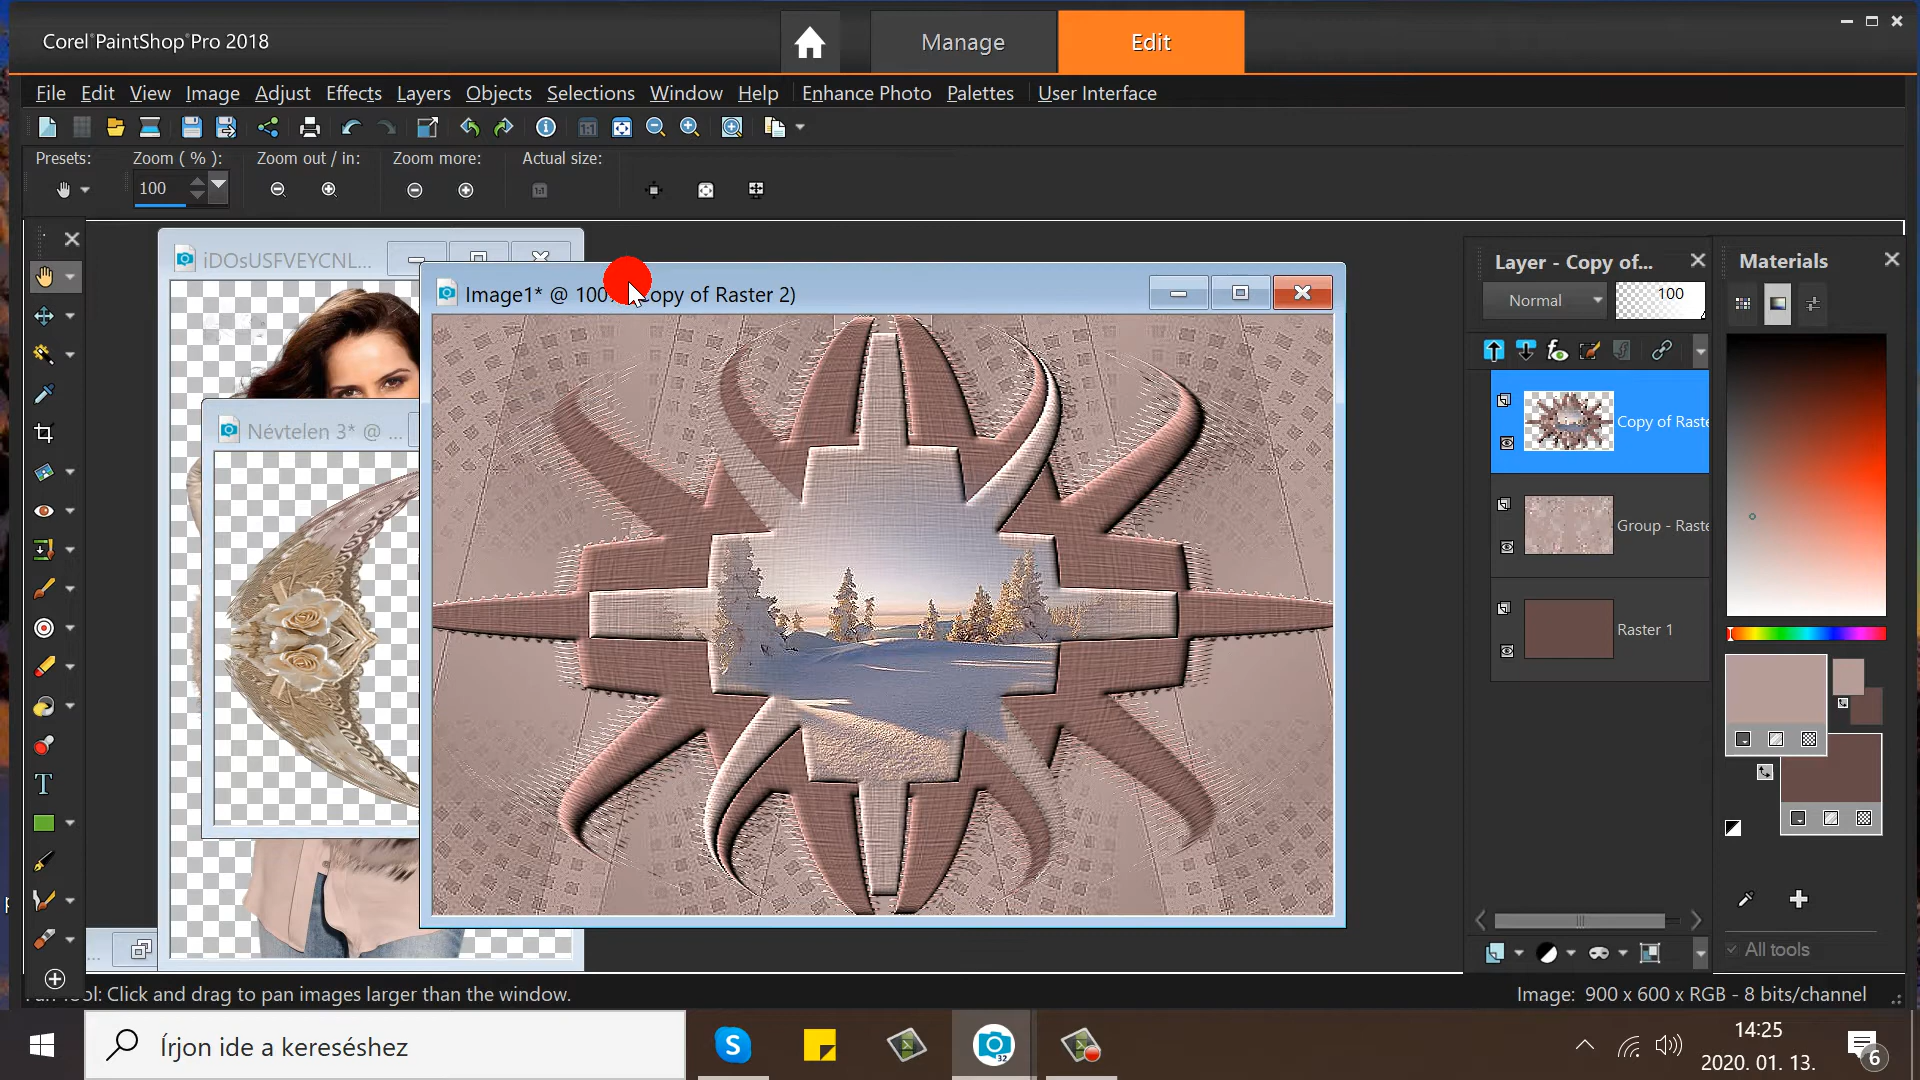 Corel PaintShop Pro 2018
Manage
Edit
File Edit View Image Adjust Effects Layers Objects Selections Window Help Enhance Photo Palettes User Interface
Presets: Zoom ( % ): Zoom out / in: Zoom more: Actual size:
100
iDOsUSFVEYCNL...
Image1* @ 100% (Copy of Raster 2)
Névtelen 3* @ ...
Layer - Copy of...
Normal
100
Copy of Raste
Group - Raste
Raster 1
Materials
All tools
Tool: Click and drag to pan images larger than the window.
Image: 900 x 600 x RGB - 8 bits/channel
Írjon ide a kereséshez
S
32
14:25
2020. 01. 13.
6